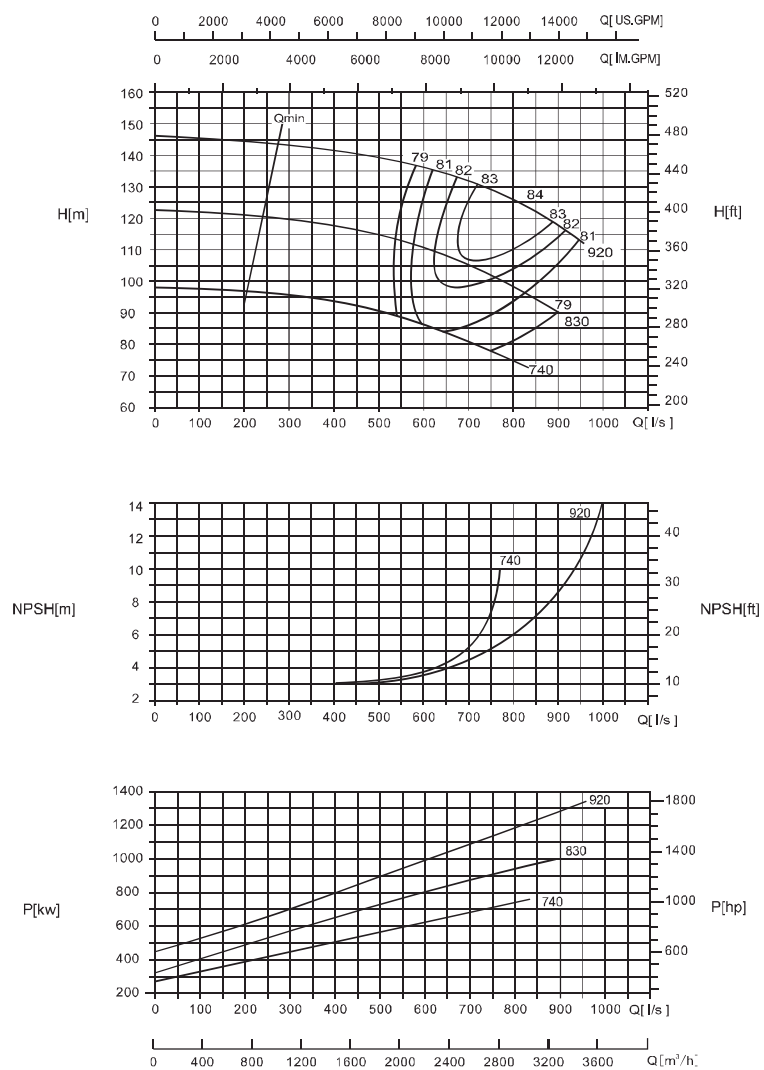 0 2000 4000 6000 8000 10000 12000 14000 Q[ US.GPM]
0 2000 4000 6000 8000 10000 12000 Q[ IM.GPM]
160 520
150 Qmin 480
140 79 81 82 83 440
130 84
120 83 82 400
H[m] H[ft]
110 81 920 360
100 320
90 79 830 280
80 740 240
70
60 200
0 100 200 300 400 500 600 700 800 900 1000 Q[ l/s]
14 920
12 40
10 740 30
NPSH[m] 8 NPSH[ft]
6 20
4 10
2
0 100 200 300 400 500 600 700 800 900 1000 Q[ l/s]
1400 920 1800
1200
1000 830 1400
800 740 1000
P[kw] P[hp]
600 600
400
200
0 100 200 300 400 500 600 700 800 900 1000 Q[ l/s]
0 400 800 1200 1600 2000 2400 2800 3200 3600 Q[m³/h]